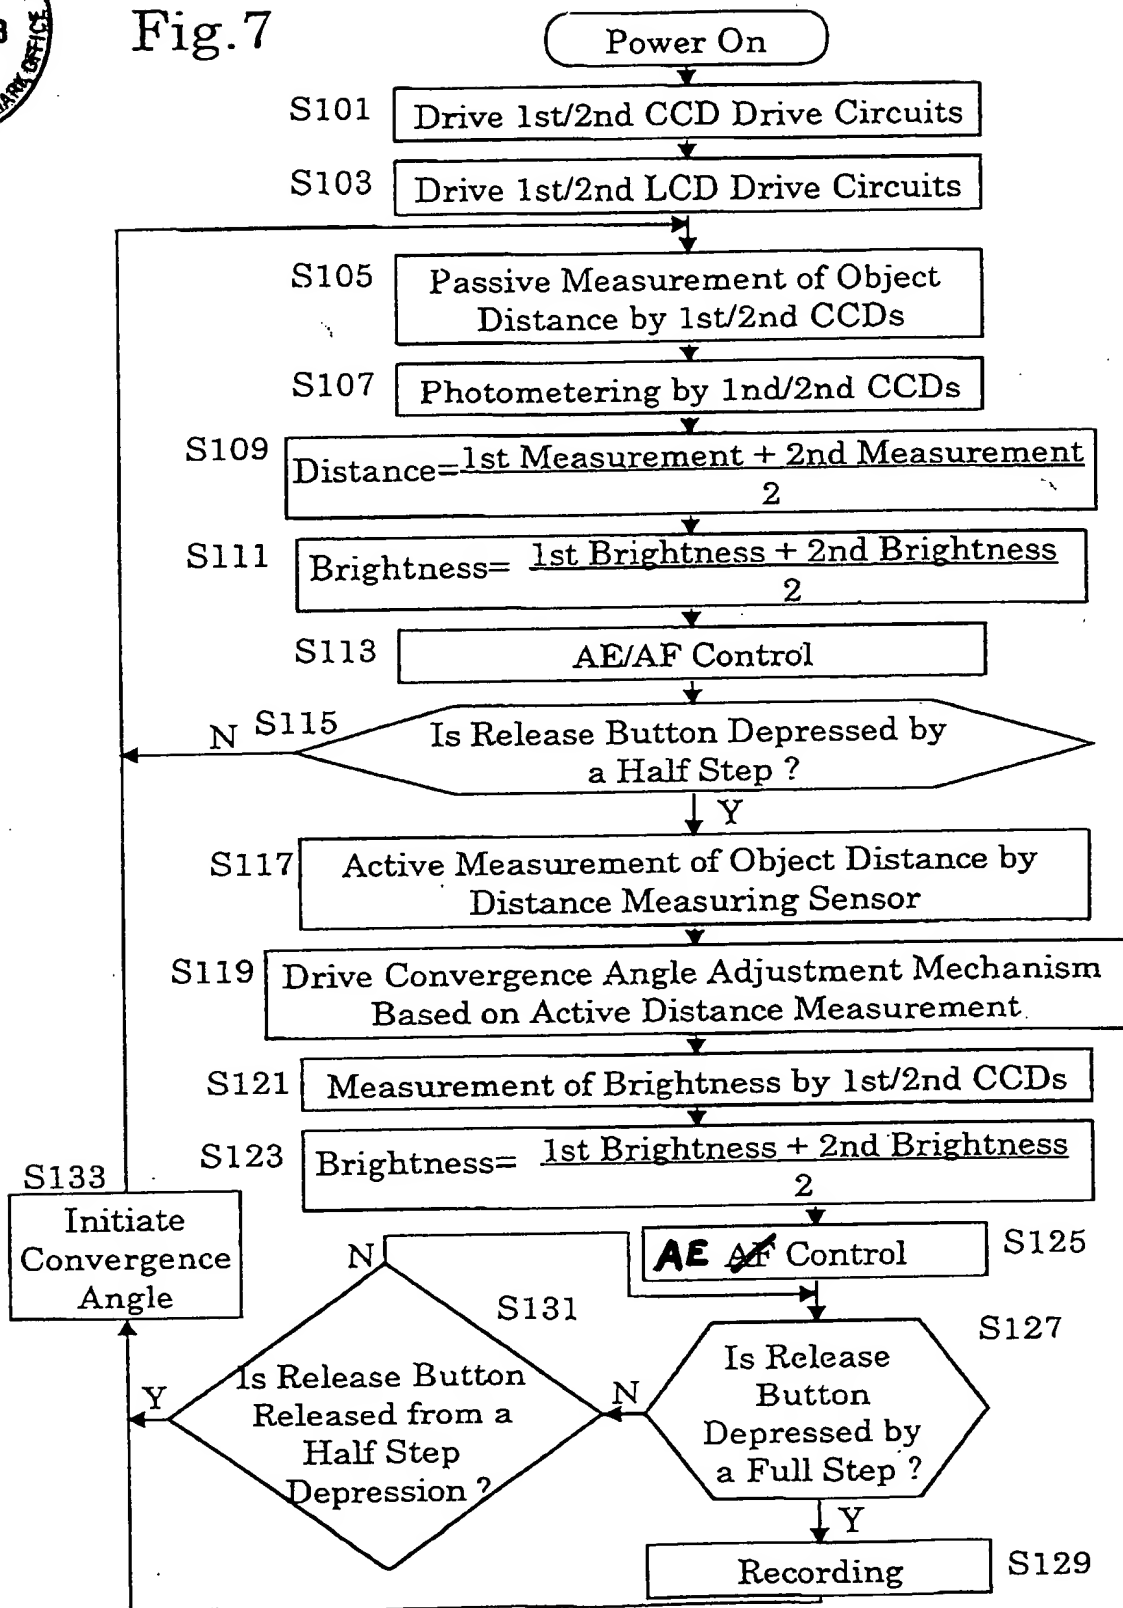 Fig.7
Power On
S101
Drive 1st/2nd CCD Drive Circuits
S103
Drive 1st/2nd LCD Drive Circuits
S105
Passive Measurement of Object
Distance by 1st/2nd CCDs
S107
Photometering by 1nd/2nd CCDs
S109
Distance=1st Measurement + 2nd Measurement
2
S111
Brightness= 1st Brightness + 2nd Brightness
2
S113
AE/AF Control
N S115
Is Release Button Depressed by
a Half Step ?
Y
S117
Active Measurement of Object Distance by
Distance Measuring Sensor
S119
Drive Convergence Angle Adjustment Mechanism
Based on Active Distance Measurement
S121
Measurement of Brightness by 1st/2nd CCDs
S123
Brightness= 1st Brightness + 2nd Brightness
2
S133
Initiate
Convergence
Angle
AE AF Control
S125
N
S131
S127
Is Release
Button
Depressed by
a Full Step ?
N
Is Release Button
Released from a
Half Step
Depression ?
Y
Y
Recording
S129